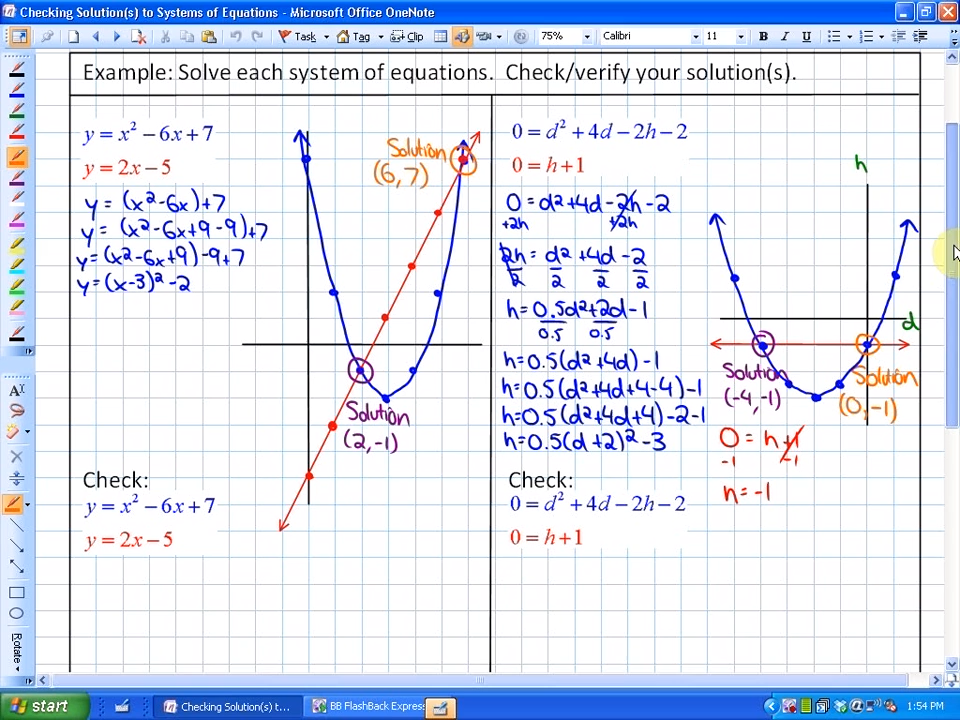 Checking Solution(s) to Systems of Equations - Microsoft Office OneNote
Task Tag Clip 75% Calibri 11 B I U
Example: Solve each system of equations. Check/verify your solution(s).
y = x² − 6x + 7
y = 2x − 5
y = (x²-6x)+7
y = (x²-6x+9-9)+7
y = (x²-6x+9)-9+7
y = (x-3)²-2
Solution
(6,7)
Solution
(2,-1)
Check:
y = x² − 6x + 7
y = 2x − 5
0 = d² + 4d − 2h − 2
0 = h + 1
0 = d²+4d-2h-2
+2h +2h
2h = d² +4d -2
2 2 2 2
h = 0.5d²+2d-1
0.5 0.5
h=0.5(d²+4d)-1
h=0.5(d²+4d+4-4)-1
h=0.5(d²+4d+4)-2-1
h=0.5(d+2)²-3
h
d
Solution
(-4,-1)
Solution
(0,-1)
0 = h+1
-1 -1
h=-1
Check:
0 = d² + 4d − 2h − 2
0 = h + 1
A
Rotate
start
Checking Solution(s) t...
BB FlashBack Express
1:54 PM